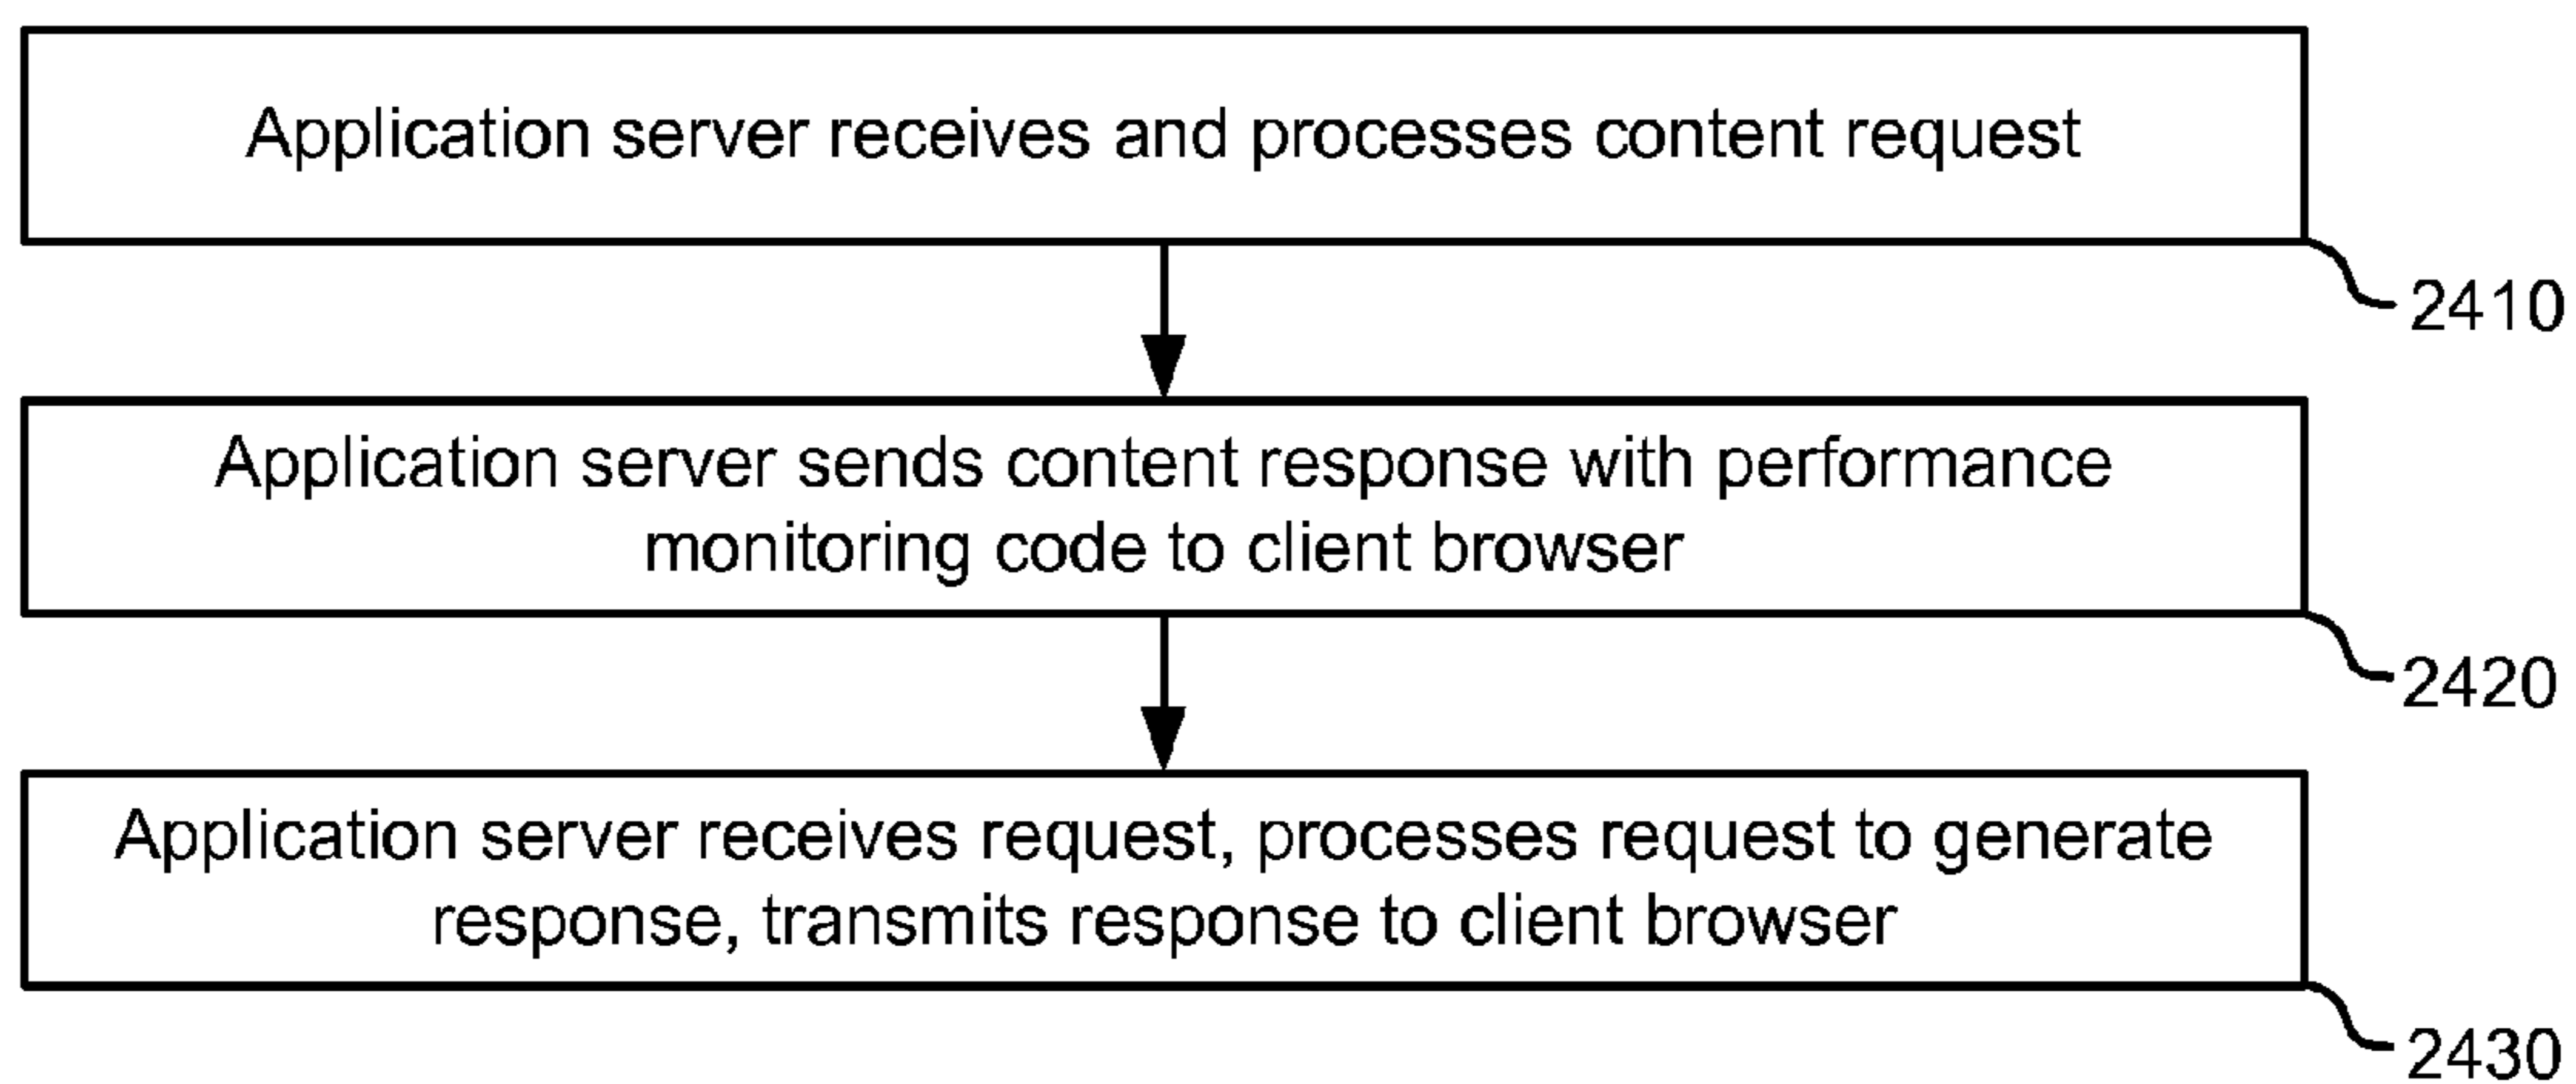 Application server receives and processes content request
2410
Application server sends content response with performance
monitoring code to client browser
2420
Application server receives request, processes request to generate
response, transmits response to client browser
2430